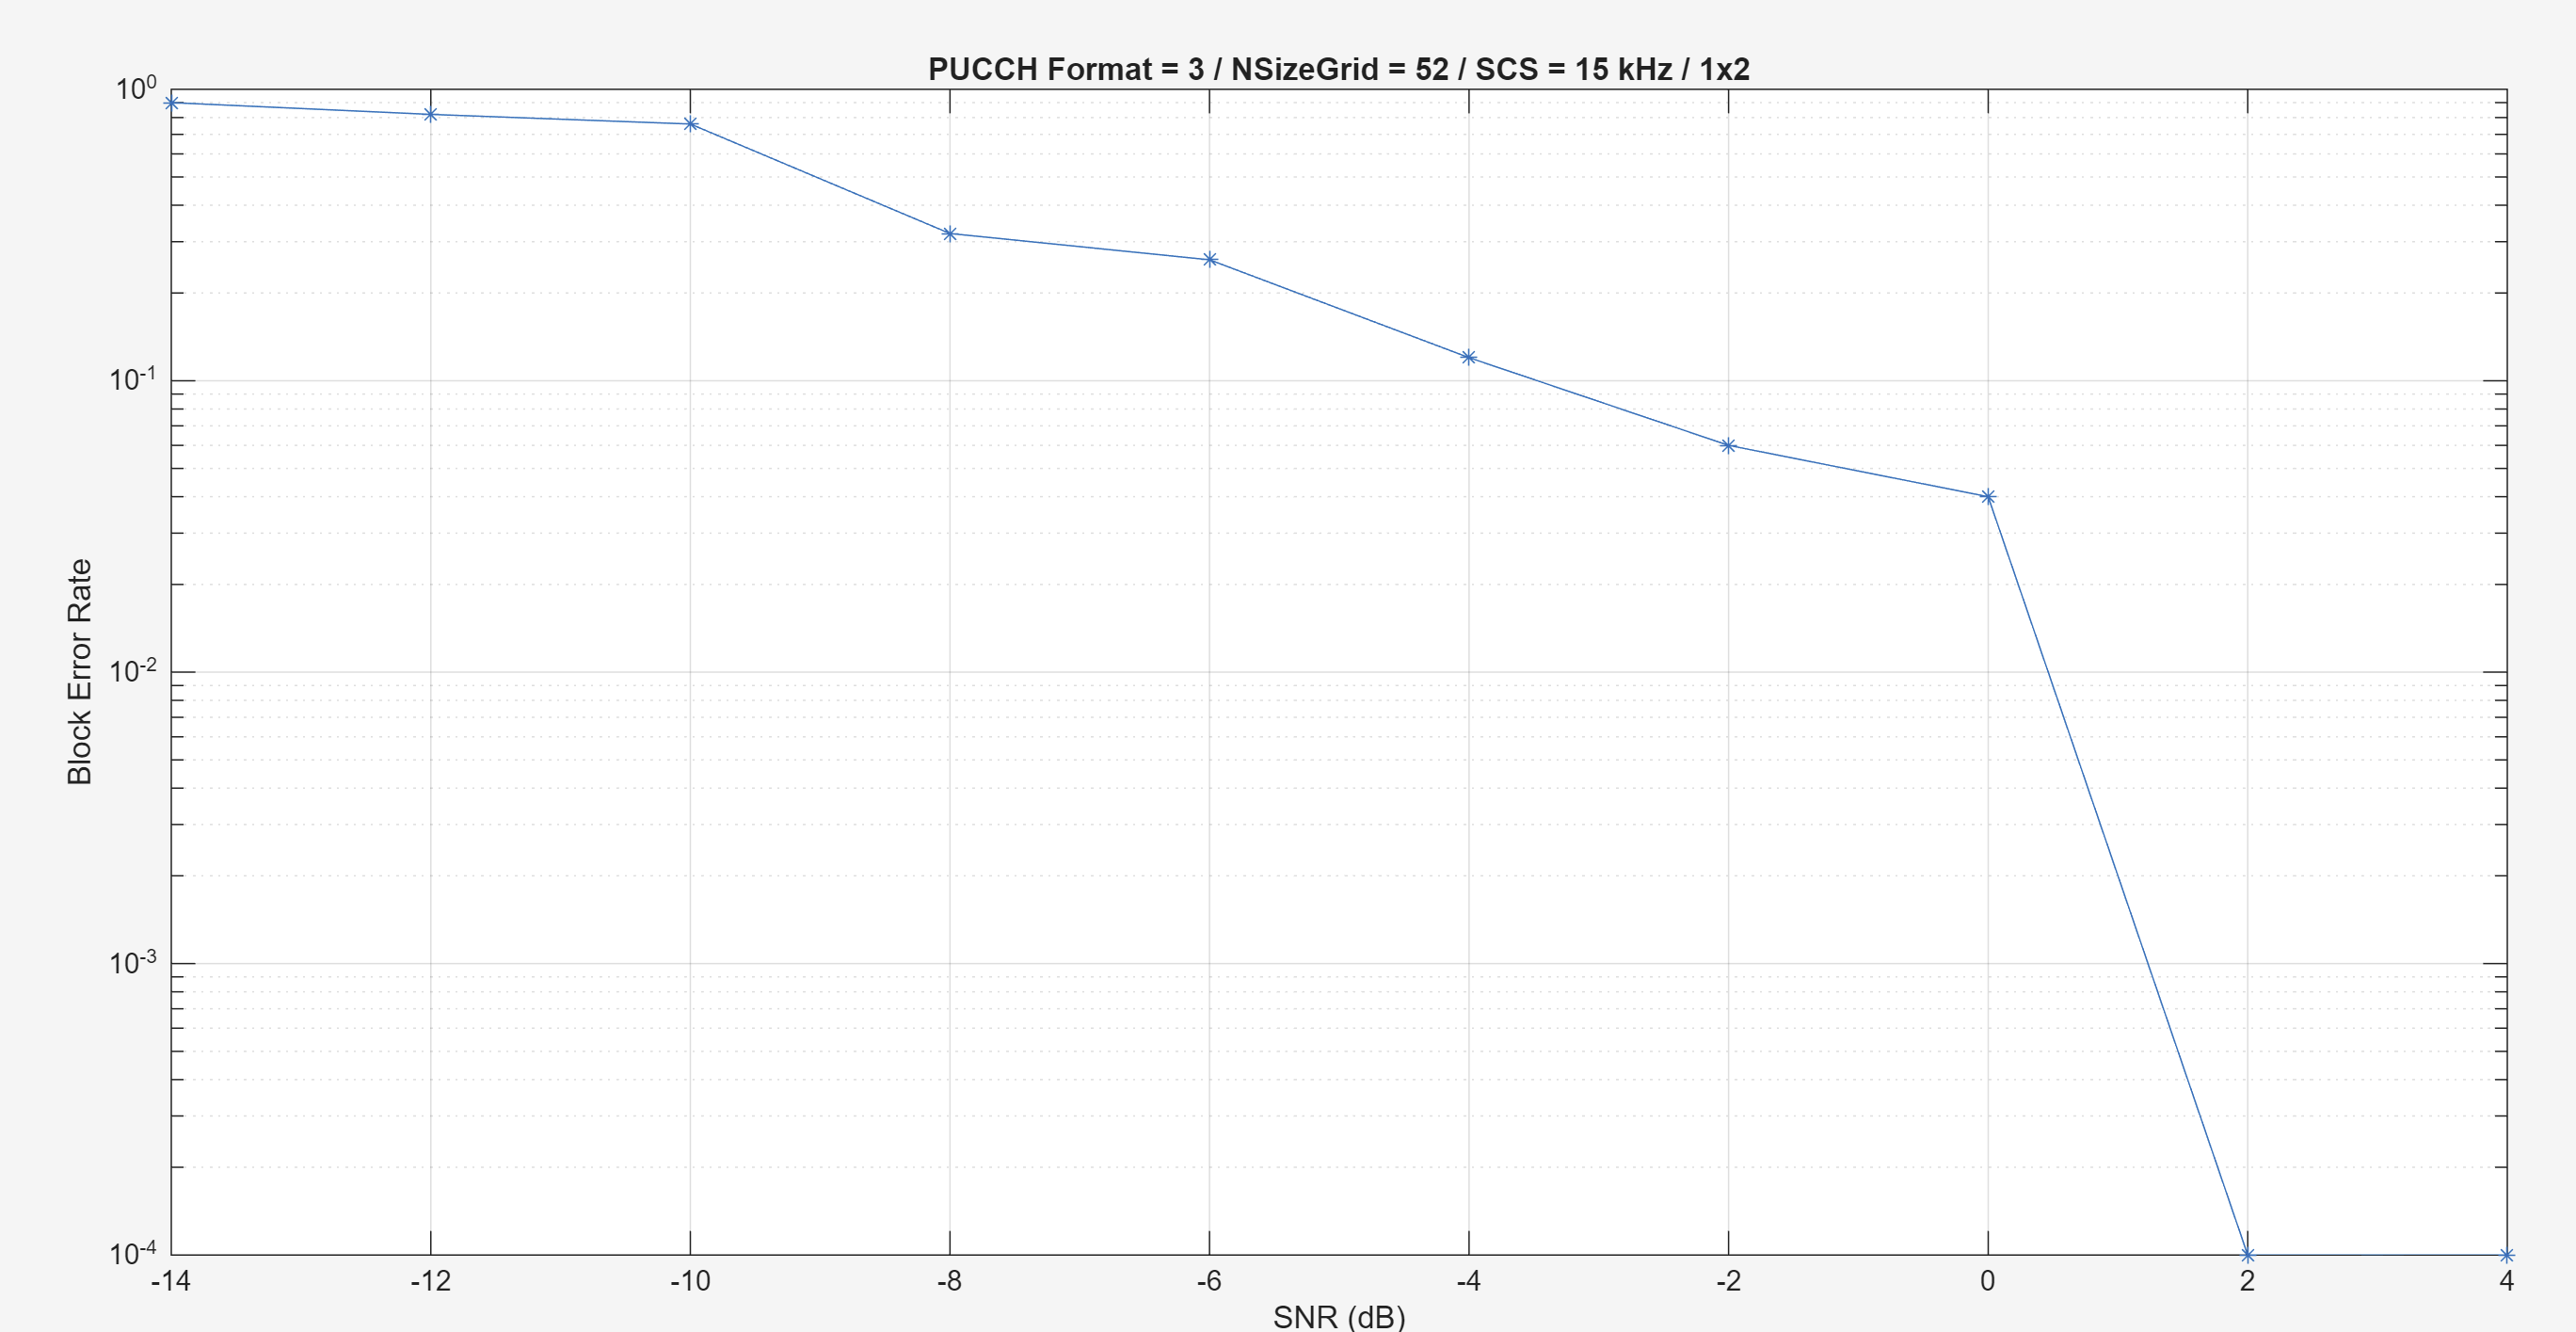 PUCCH Format = 3 / NSizeGrid = 52 / SCS = 15 kHz / 1x2
10^0
10^-1
10^-2
10^-3
10^-4
Block Error Rate
-14 -12 -10 -8 -6 -4 -2 0 2 4
SNR (dB)